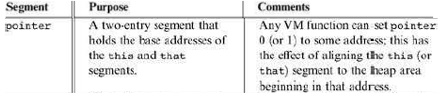 Segment Purpose Comments
pointer A two-entry segment that Any VM function can set pointer
holds the base addresses of 0 (or 1) to some address; this has
the this and that the effect of aligning the this (or
segments. that) segment to the heap area
beginning in that address.